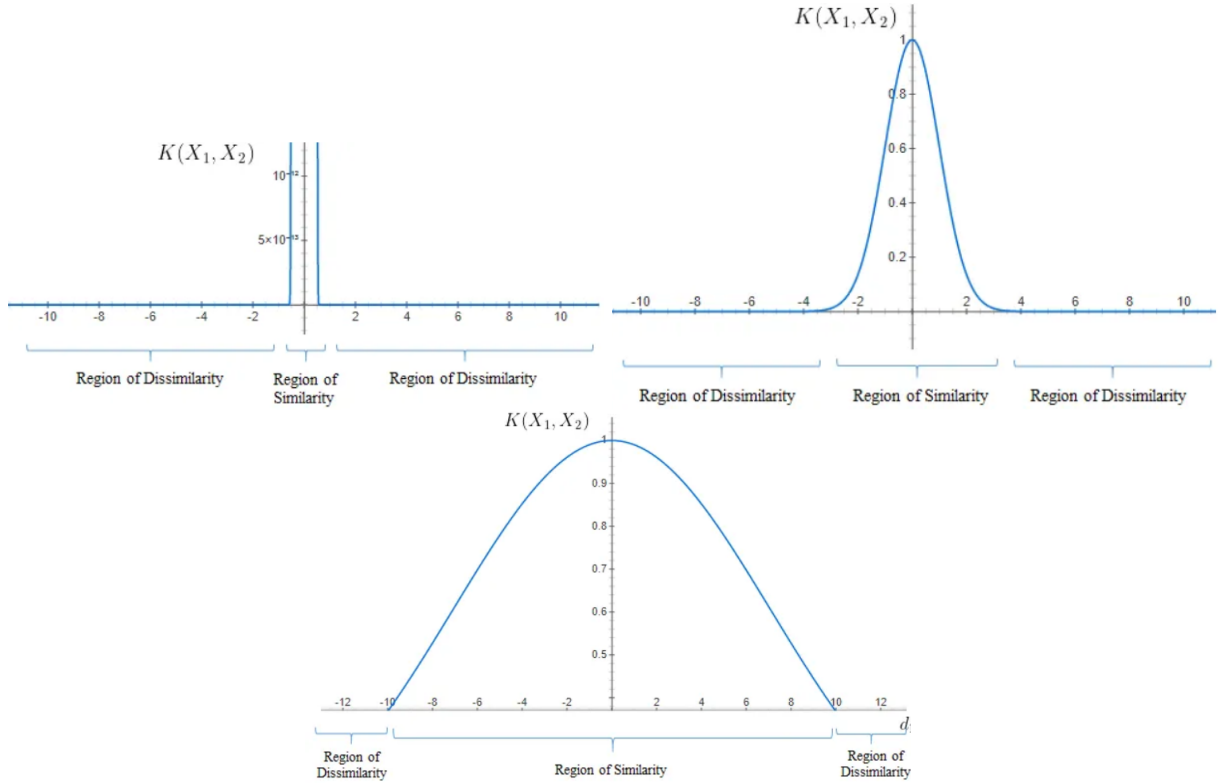 K(X₁, X₂)
10⁻¹²
5×10⁻¹³
-10 -8 -6 -4 -2 2 4 6 8 10
Region of Dissimilarity
Region of
Similarity
Region of Dissimilarity
K(X₁, X₂)
1
0.8
0.6
0.4
0.2
-10 -8 -6 -4 -2 2 4 6 8 10
Region of Dissimilarity
Region of Similarity
Region of Dissimilarity
K(X₁, X₂)
1
0.9
0.8
0.7
0.6
0.5
-12 -10 -8 -6 -4 -2 2 4 6 8 10 12
d
Region of
Dissimilarity
Region of Similarity
Region of
Dissimilarity